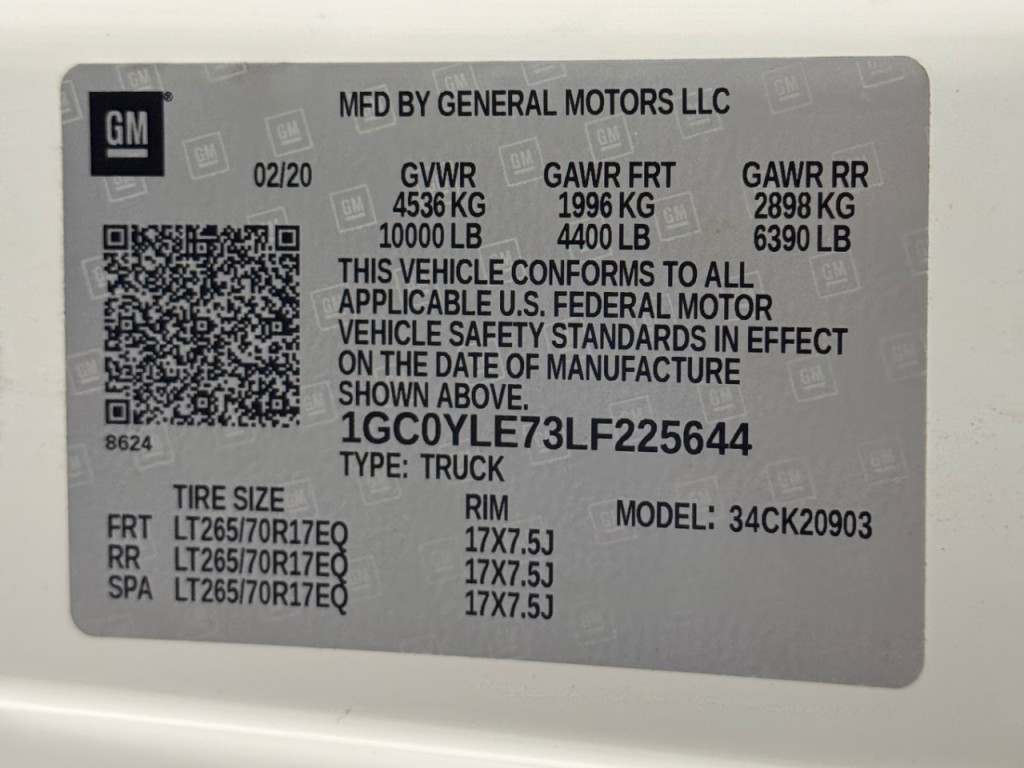 GM®
MFD BY GENERAL MOTORS LLC
02/20 GVWR GAWR FRT GAWR RR
4536 KG 1996 KG 2898 KG
10000 LB 4400 LB 6390 LB
THIS VEHICLE CONFORMS TO ALL
APPLICABLE U.S. FEDERAL MOTOR
VEHICLE SAFETY STANDARDS IN EFFECT
ON THE DATE OF MANUFACTURE
SHOWN ABOVE.
8624
1GC0YLE73LF225644
TYPE: TRUCK
TIRE SIZE RIM MODEL: 34CK20903
FRT LT265/70R17EQ 17X7.5J
RR LT265/70R17EQ 17X7.5J
SPA LT265/70R17EQ 17X7.5J